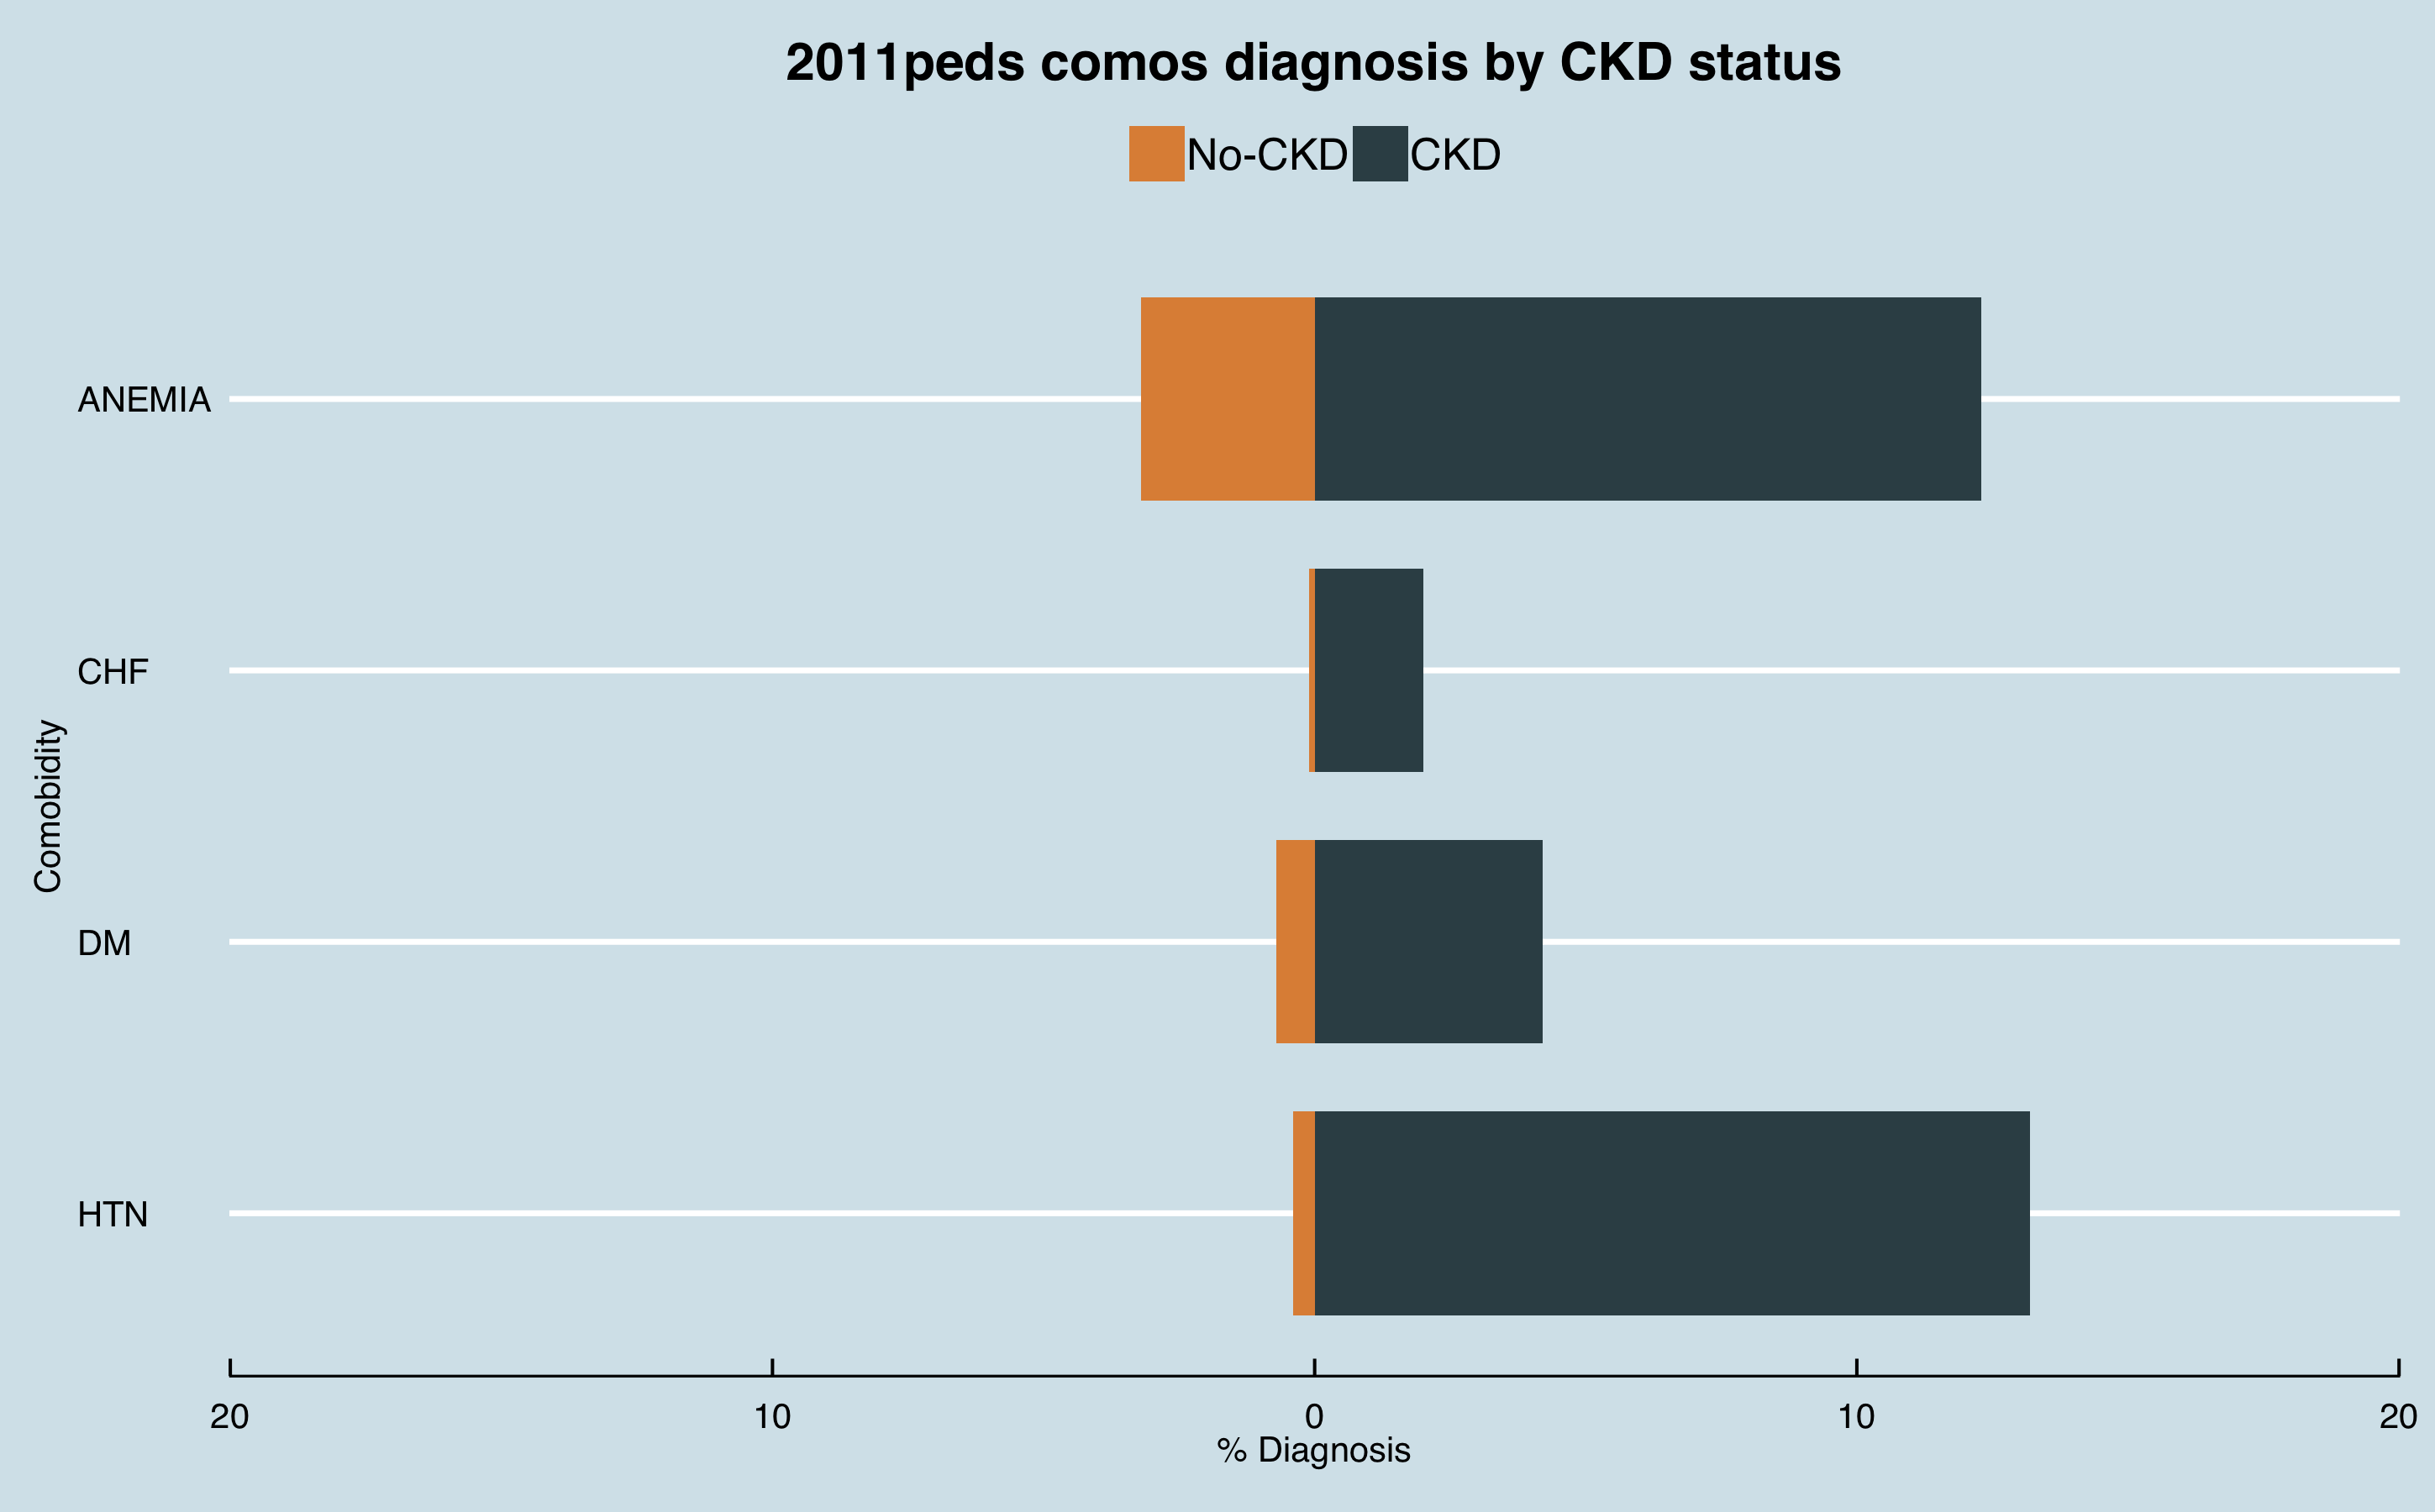 2011peds comos diagnosis by CKD status
No-CKD CKD
ANEMIA
CHF
Comobidity
DM
HTN
20 10 0 10 20
% Diagnosis